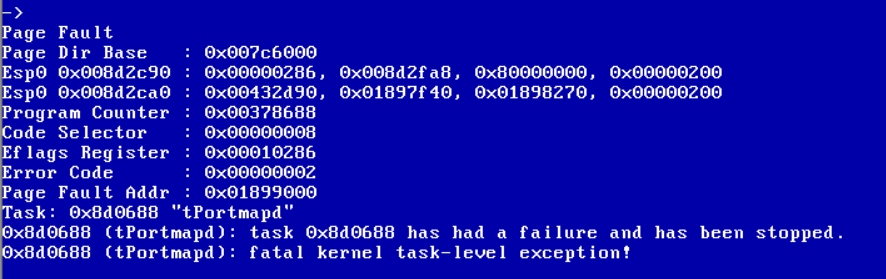 ->
Page Fault
Page Dir Base   : 0x007c6000
Esp0 0x008d2c90 : 0x00000286, 0x008d2fa8, 0x80000000, 0x00000200
Esp0 0x008d2ca0 : 0x00432d90, 0x01897f40, 0x01898270, 0x00000200
Program Counter : 0x00378688
Code Selector   : 0x00000008
Eflags Register : 0x00010286
Error Code      : 0x00000002
Page Fault Addr : 0x01899000
Task: 0x8d0688 "tPortmapd"
0x8d0688 (tPortmapd): task 0x8d0688 has had a failure and has been stopped.
0x8d0688 (tPortmapd): fatal kernel task-level exception!